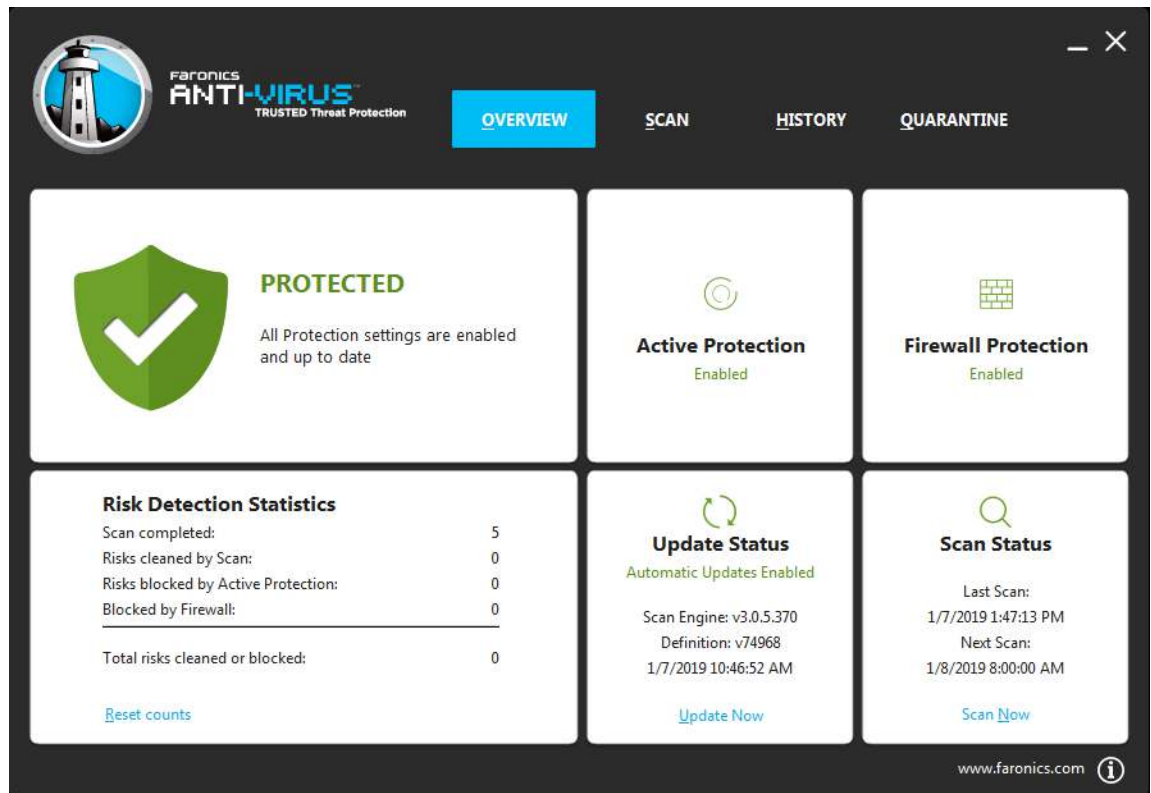 Faronics
ANTI-VIRUS™
TRUSTED Threat Protection
OVERVIEW
SCAN
HISTORY
QUARANTINE
PROTECTED
All Protection settings are enabled
and up to date
Active Protection
Enabled
Firewall Protection
Enabled
Risk Detection Statistics
Scan completed: 5
Risks cleaned by Scan: 0
Risks blocked by Active Protection: 0
Blocked by Firewall: 0
Total risks cleaned or blocked: 0
Reset counts
Update Status
Automatic Updates Enabled
Scan Engine: v3.0.5.370
Definition: v74968
1/7/2019 10:46:52 AM
Update Now
Scan Status
Last Scan:
1/7/2019 1:47:13 PM
Next Scan:
1/8/2019 8:00:00 AM
Scan Now
www.faronics.com